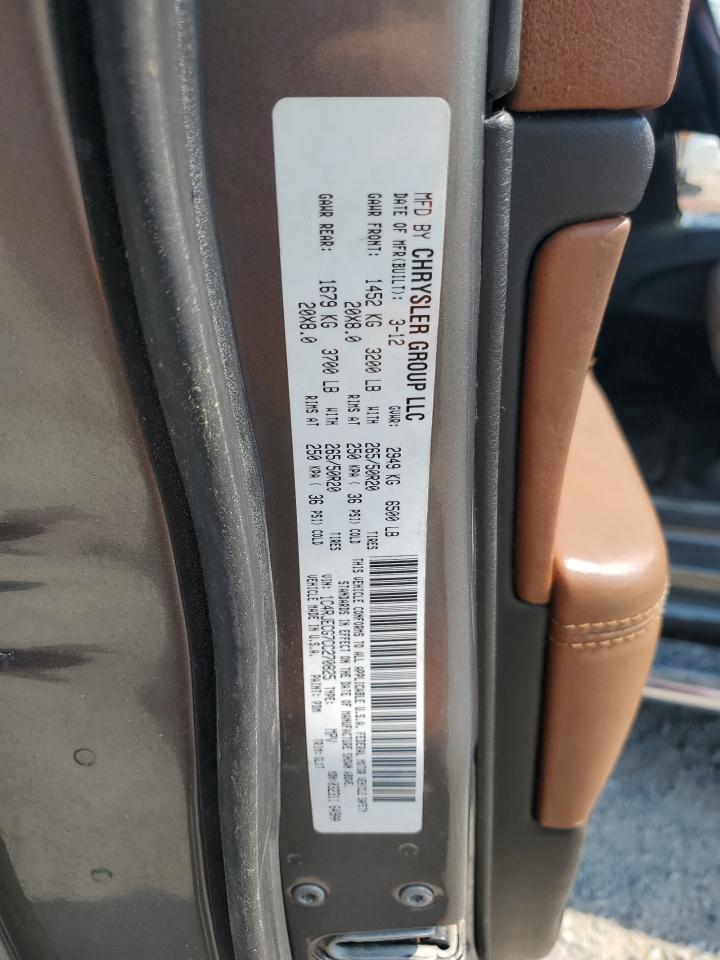 MFD BY CHRYSLER GROUP LLC
DATE OF MFR(BUILT): 3-12 GVWR: 2949 KG 6500 LB
GAWR FRONT: 1452 KG 3200 LB WITH 265/50R20 TIRES
20X8.0 RIMS AT 250 KPA ( 36 PSI) COLD
GAWR REAR: 1679 KG 3700 LB WITH 265/50R20 TIRES
20X8.0 RIMS AT 250 KPA ( 36 PSI) COLD
THIS VEHICLE CONFORMS TO ALL APPLICABLE U.S.A. FEDERAL MOTOR VEHICLE SAFETY
STANDARDS IN EFFECT ON THE DATE OF MANUFACTURE SHOWN ABOVE.
VIN: 1C4RJECG7CC270825 TYPE: MPV
VEHICLE MADE IN U.S.A. PAINT: PDN TRIM: